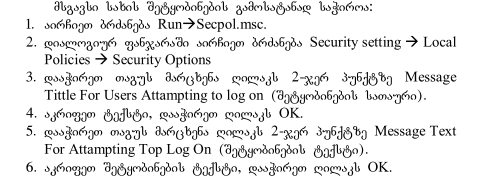 მსგავსი სახის შეტყობინების გამოსატანად საჭიროა:
1. აირჩიეთ ბრძანება Run→Secpol.msc.
2. დიალოგიურ ფანჯარაში აირჩიეთ ბრძანება Security setting → Local
Policies → Security Options
3. დააჭირეთ თაგუს მარცხენა ღილაკს 2-ჯერ პუნქტზე Message
Tittle For Users Attampting to log on (შეტყობინების სათაური).
4. აკრიფეთ ტექსტი, დააჭირეთ ღილაკს OK.
5. დააჭირეთ თაგუს მარცხენა ღილაკს 2-ჯერ პუნქტზე Message Text
For Attampting Top Log On (შეტყობინების ტექსტი).
6. აკრიფეთ შეტყობინების ტექსტი, დააჭირეთ ღილაკს OK.